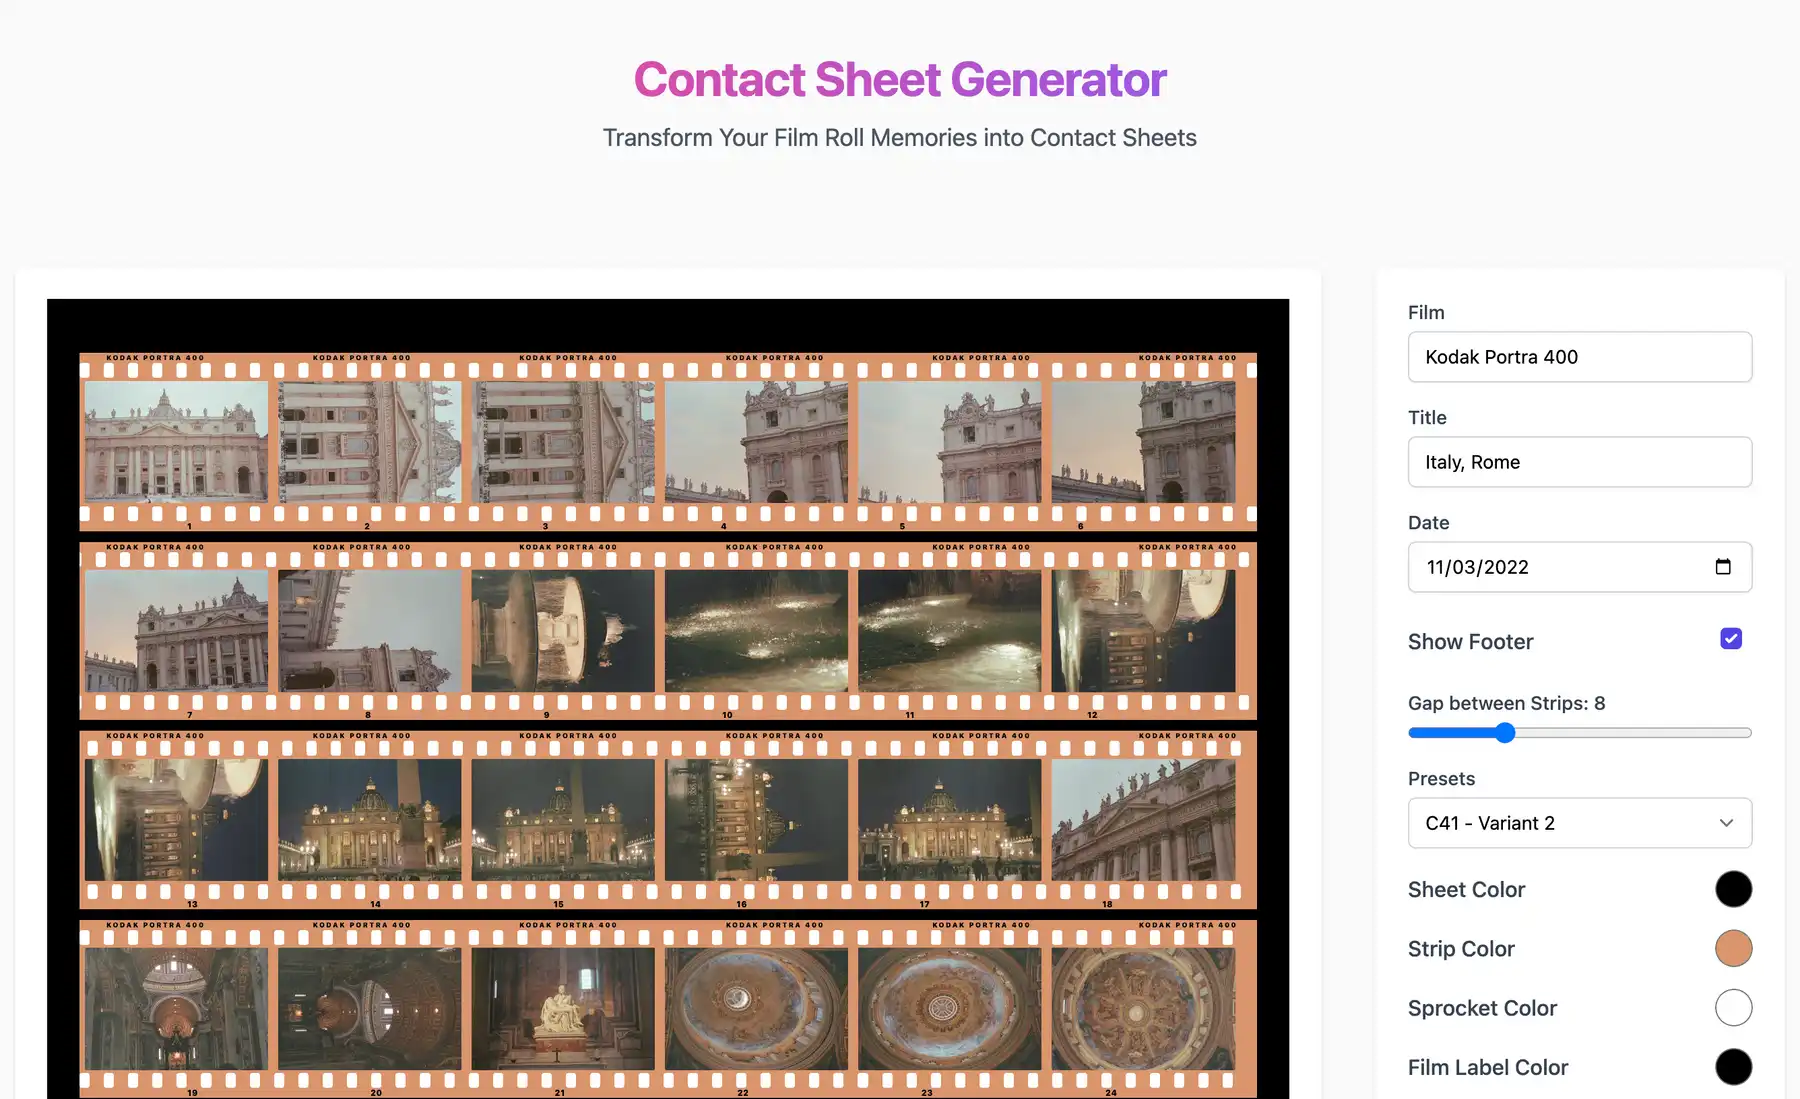 Contact Sheet Generator
Transform Your Film Roll Memories into Contact Sheets
KODAK PORTRA 400 KODAK PORTRA 400 KODAK PORTRA 400 KODAK PORTRA 400 KODAK PORTRA 400 KODAK PORTRA 400
1 2 3 4 5 6
KODAK PORTRA 400 KODAK PORTRA 400 KODAK PORTRA 400 KODAK PORTRA 400 KODAK PORTRA 400 KODAK PORTRA 400
7 8 9 10 11 12
KODAK PORTRA 400 KODAK PORTRA 400 KODAK PORTRA 400 KODAK PORTRA 400 KODAK PORTRA 400 KODAK PORTRA 400
13 14 15 16 17 18
KODAK PORTRA 400 KODAK PORTRA 400 KODAK PORTRA 400 KODAK PORTRA 400 KODAK PORTRA 400 KODAK PORTRA 400
19 20 21 22 23 24
Film
Kodak Portra 400
Title
Italy, Rome
Date
11/03/2022
Show Footer
Gap between Strips: 8
Presets
C41 - Variant 2
Sheet Color
Strip Color
Sprocket Color
Film Label Color